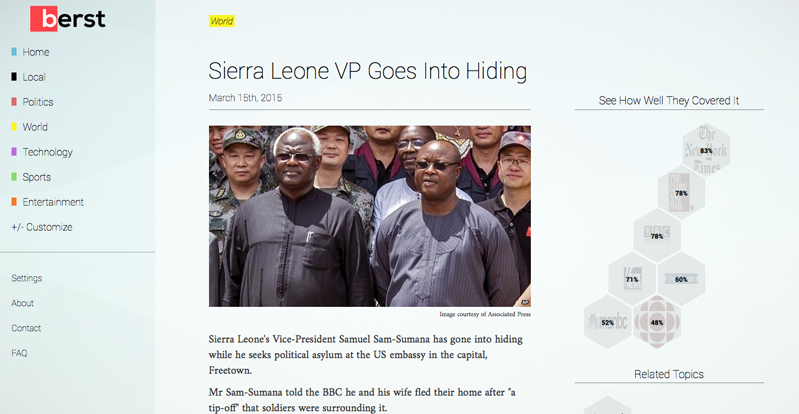 berst
Home
Local
Politics
World
Technology
Sports
Entertainment
+/- Customize
Settings
About
Contact
FAQ
World
Sierra Leone VP Goes Into Hiding
March 15th, 2015
AP
Image courtesy of Associated Press
Sierra Leone's Vice-President Samuel Sam-Sumana has gone into hiding
while he seeks political asylum at the US embassy in the capital,
Freetown.
Mr Sam-Sumana told the BBC he and his wife fled their home after "a
tip-off" that soldiers were surrounding it.
See How Well They Covered It
The
New York
Times
83%
78%
78%
71%
60%
msnbc
52%
48%
Related Topics